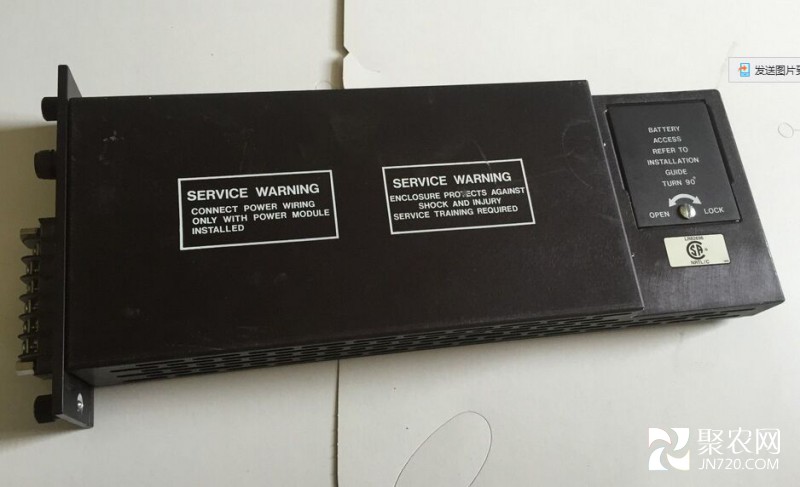 发送图片到
BATTERY
ACCESS
REFER TO
INSTALLATION
GUIDE
TURN 90°
OPEN
LOCK
SERVICE WARNING
CONNECT POWER WIRING
ONLY WITH POWER MODULE
INSTALLED
SERVICE WARNING
ENCLOSURE PROTECTS AGAINST
SHOCK AND INJURY
SERVICE TRAINING REQUIRED
NRTL/C
聚农网
JN720.COM